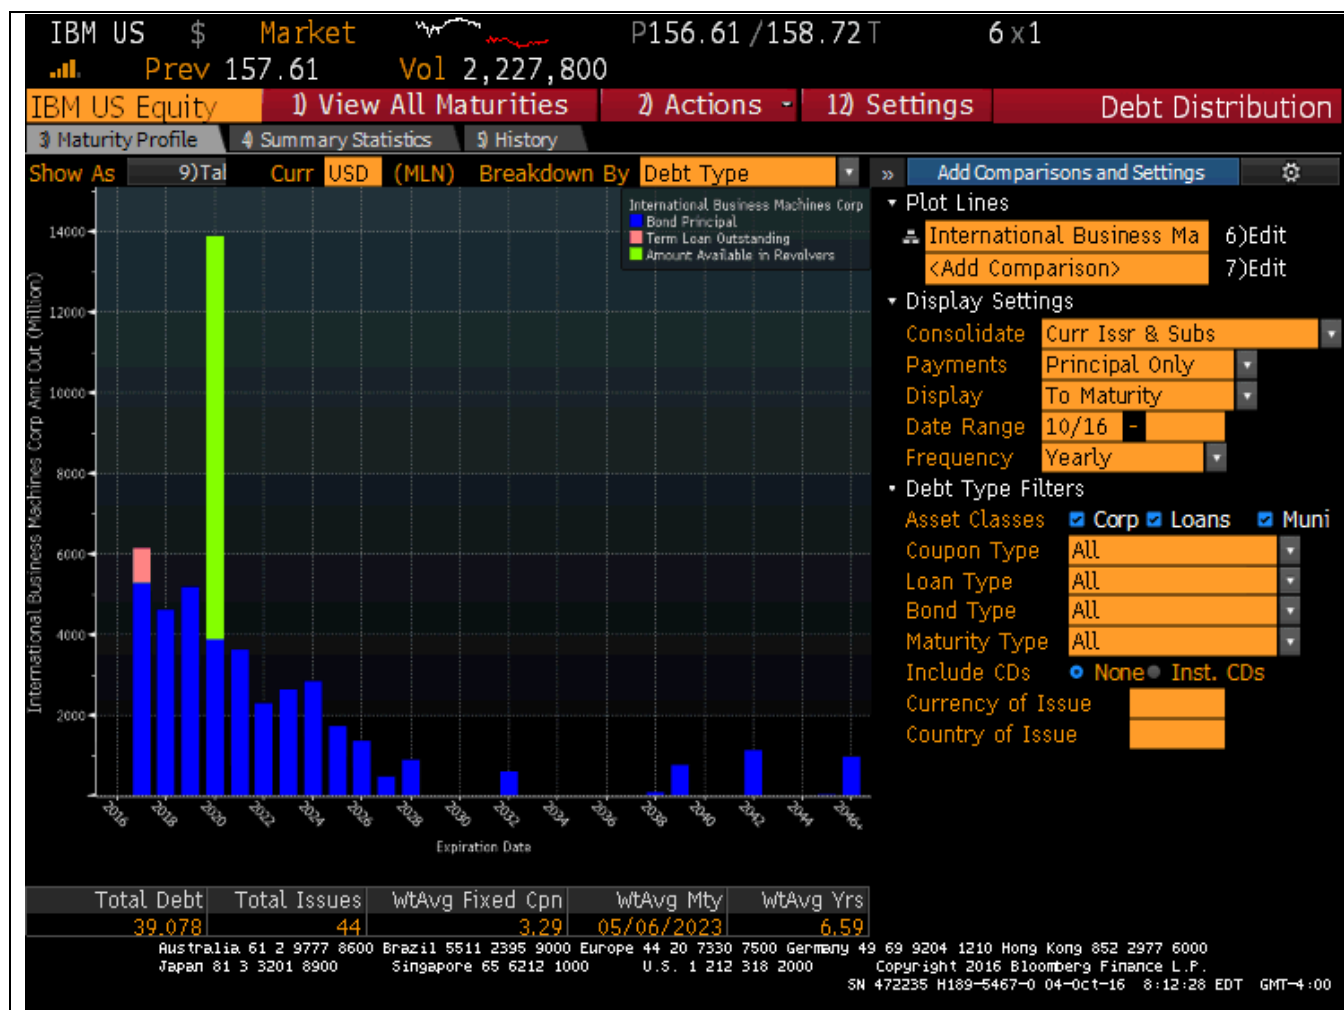 IBM US $ Market P156.61/158.72T 6x1
Prev 157.61 Vol 2,227,800
IBM US Equity 1) View All Maturities 2) Actions 12) Settings Debt Distribution
3) Maturity Profile 4) Summary Statistics 5) History
Show As 9)Tal Curr USD (MLN) Breakdown By Debt Type » Add Comparisons and Settings
International Business Machines Corp
Bond Principal
Term Loan Outstanding
Amount Available in Revolvers
International Business Machines Corp Amt Out (Million)
14000
12000
10000
8000
6000
4000
2000
2016 2018 2020 2022 2024 2026 2028 2030 2032 2034 2036 2038 2040 2042 2044 2046+
Expiration Date
Plot Lines
International Business Ma 6)Edit
<Add Comparison> 7)Edit
Display Settings
Consolidate Curr Issr & Subs
Payments Principal Only
Display To Maturity
Date Range 10/16 -
Frequency Yearly
Debt Type Filters
Asset Classes Corp Loans Muni
Coupon Type All
Loan Type All
Bond Type All
Maturity Type All
Include CDs None Inst. CDs
Currency of Issue
Country of Issue
Total Debt Total Issues WtAvg Fixed Cpn WtAvg Mty WtAvg Yrs
39.078 44 3.29 05/06/2023 6.59
Australia 61 2 9777 8600 Brazil 5511 2395 9000 Europe 44 20 7330 7500 Germany 49 69 9204 1210 Hong Kong 852 2977 6000
Japan 81 3 3201 8900 Singapore 65 6212 1000 U.S. 1 212 318 2000 Copyright 2016 Bloomberg Finance L.P.
SN 472235 H189-5467-0 04-Oct-16 8:12:28 EDT GMT-4:00